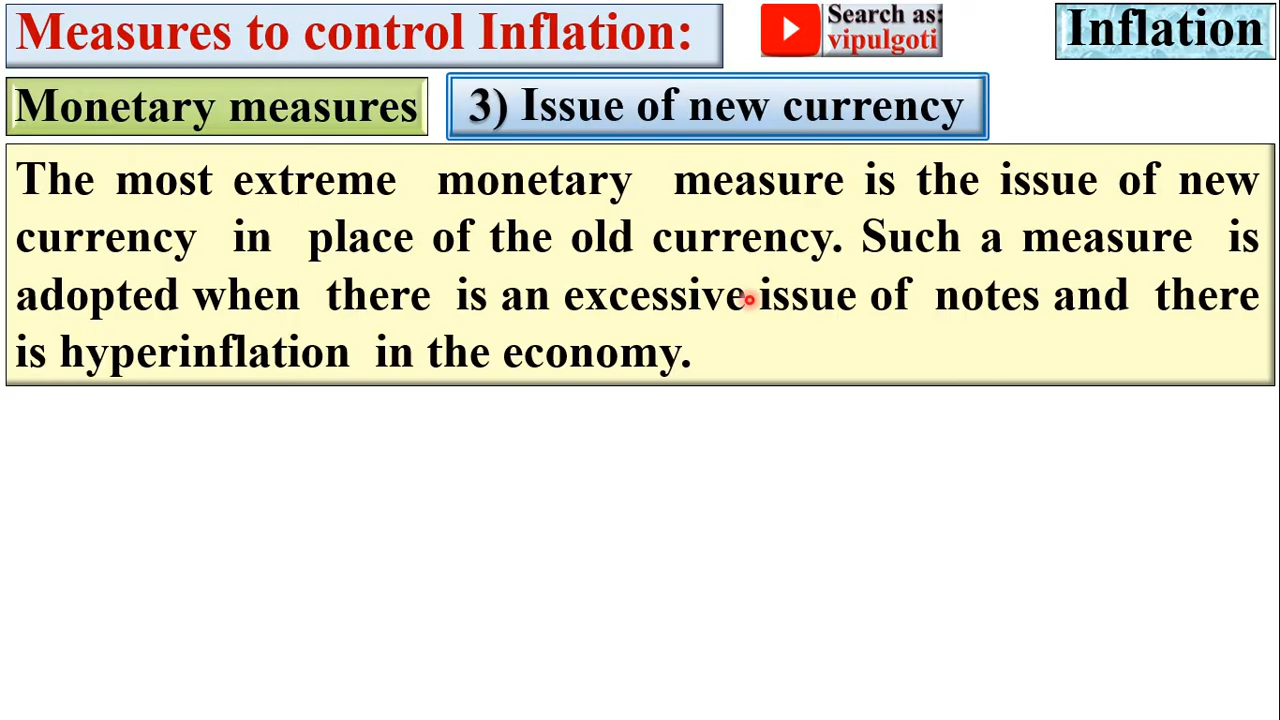 Measures to control Inflation:
Search as:
vipulgoti
Inflation
Monetary measures
3) Issue of new currency
The most extreme monetary measure is the issue of new
currency in place of the old currency. Such a measure is
adopted when there is an excessive issue of notes and there
is hyperinflation in the economy.